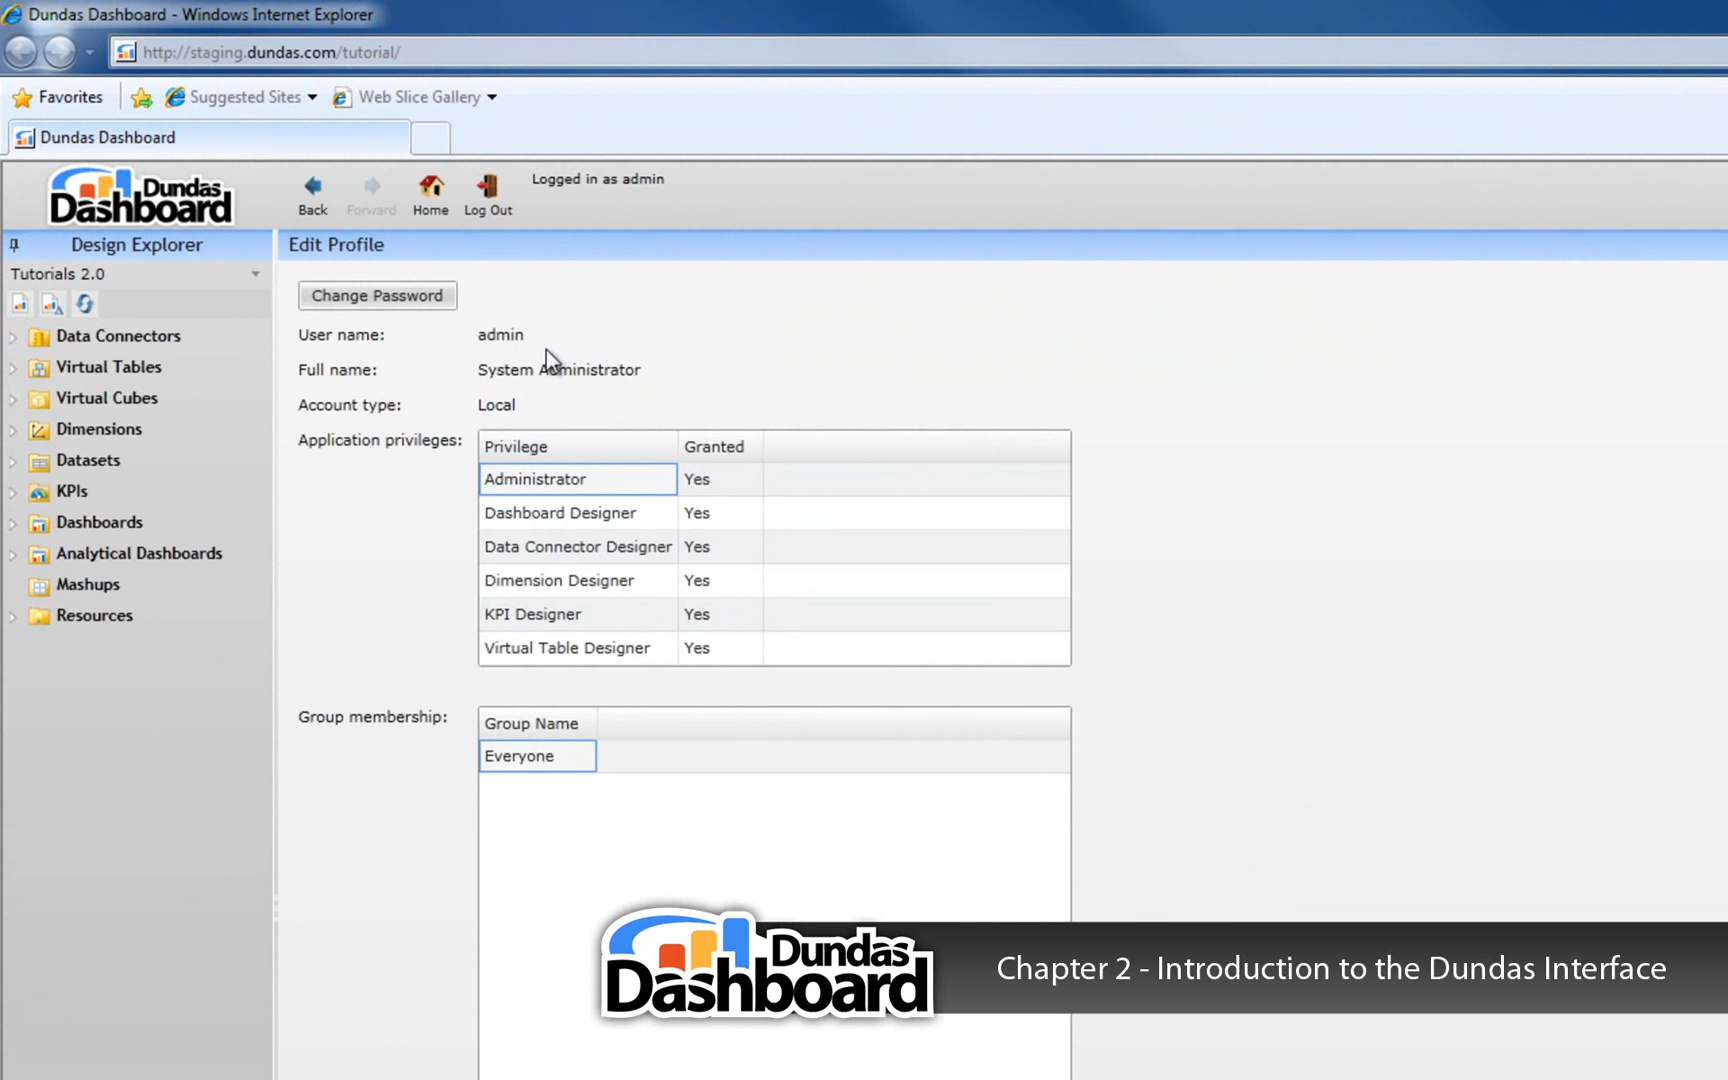 Dundas Dashboard - Windows Internet Explorer
http://staging.dundas.com/tutorial/
Favorites Suggested Sites Web Slice Gallery
Dundas Dashboard
Dundas Dashboard
Back Forward Home Log Out
Logged in as admin
Design Explorer
Tutorials 2.0
Data Connectors
Virtual Tables
Virtual Cubes
Dimensions
Datasets
KPIs
Dashboards
Analytical Dashboards
Mashups
Resources
Edit Profile
Change Password
User name: admin
Full name: System Administrator
Account type: Local
Application privileges:
Privilege Granted
Administrator Yes
Dashboard Designer Yes
Data Connector Designer Yes
Dimension Designer Yes
KPI Designer Yes
Virtual Table Designer Yes
Group membership:
Group Name
Everyone
Dundas
Dashboard
Chapter 2 - Introduction to the Dundas Interface